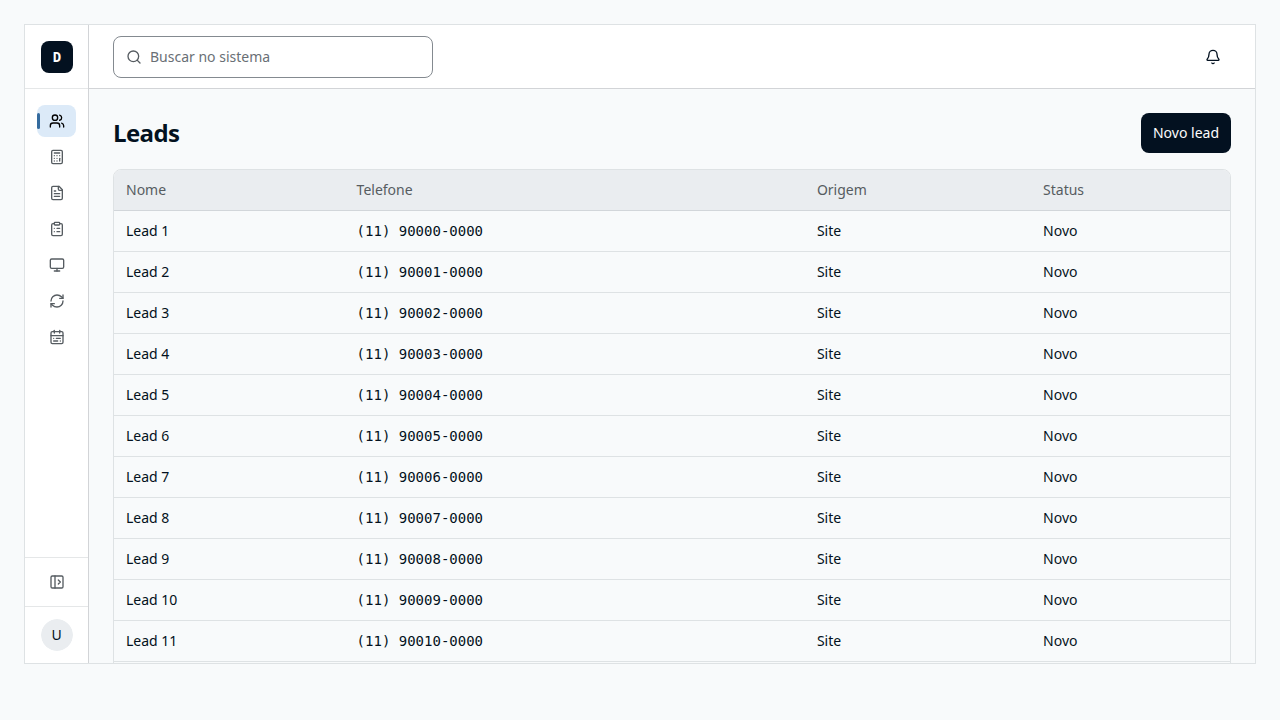 D
Buscar no sistema
Leads
Novo lead
Nome Telefone Origem Status
Lead 1 (11) 90000-0000 Site Novo
Lead 2 (11) 90001-0000 Site Novo
Lead 3 (11) 90002-0000 Site Novo
Lead 4 (11) 90003-0000 Site Novo
Lead 5 (11) 90004-0000 Site Novo
Lead 6 (11) 90005-0000 Site Novo
Lead 7 (11) 90006-0000 Site Novo
Lead 8 (11) 90007-0000 Site Novo
Lead 9 (11) 90008-0000 Site Novo
Lead 10 (11) 90009-0000 Site Novo
Lead 11 (11) 90010-0000 Site Novo
U